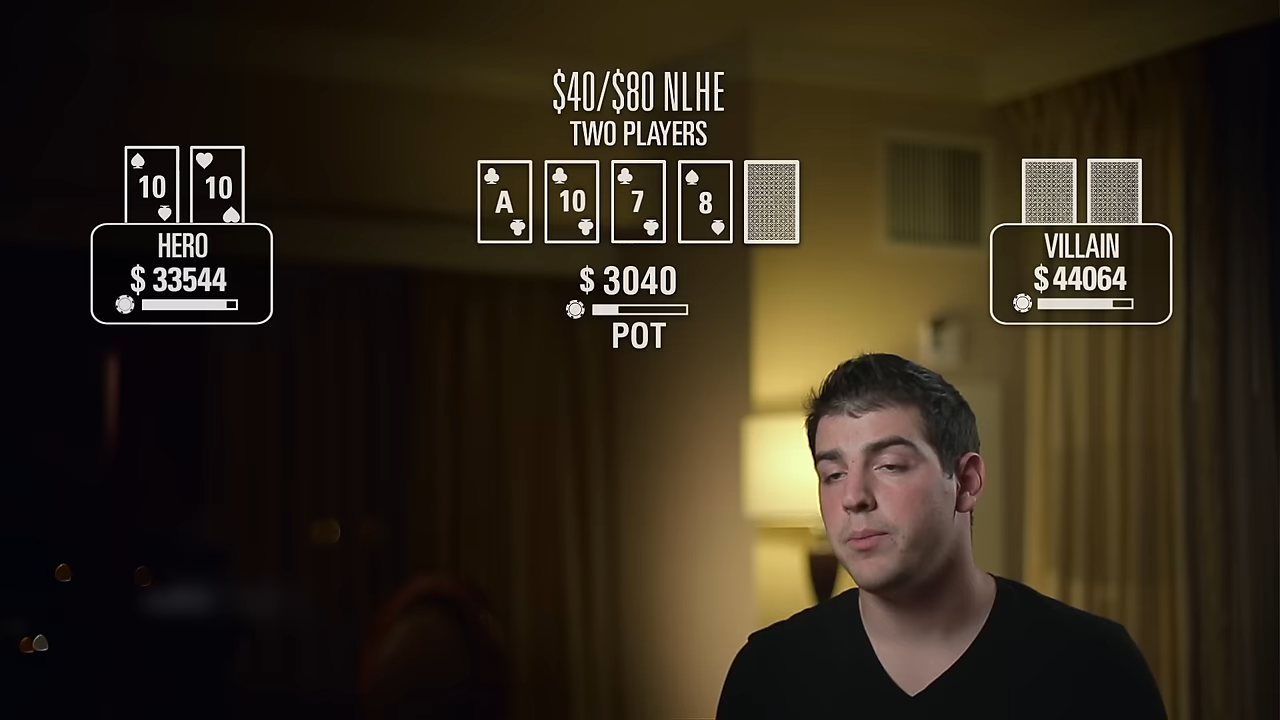 $40/$80 NLHE
TWO PLAYERS
10 10
A 10 7 8
HERO
$ 33544
$ 3040
POT
VILLAIN
$ 44064